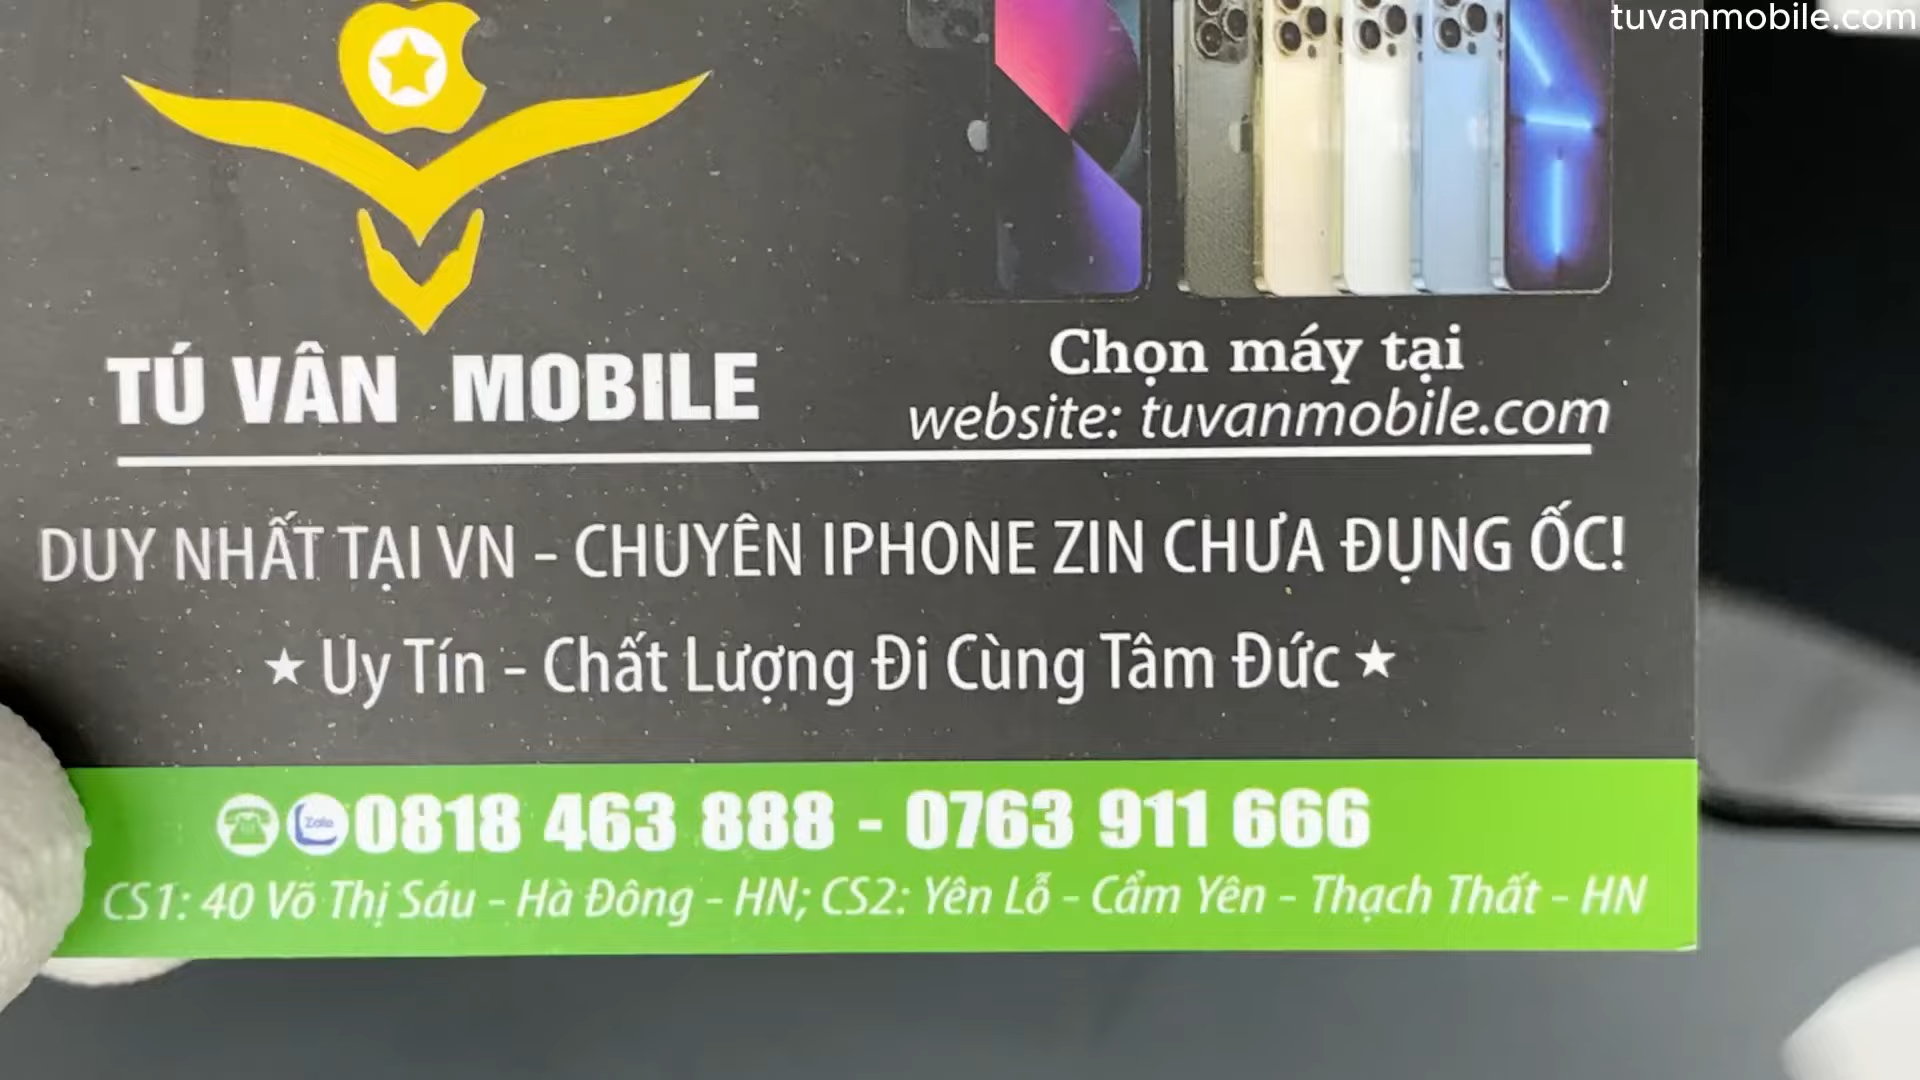 tuvanmobile.com
TÚ VÂN MOBILE
Chọn máy tại
website: tuvanmobile.com
DUY NHẤT TẠI VN - CHUYÊN IPHONE ZIN CHƯA ĐỤNG ỐC!
★ Uy Tín - Chất Lượng Đi Cùng Tâm Đức ★
Zalo 0818 463 888 - 0763 911 666
CS1: 40 Võ Thị Sáu - Hà Đông - HN; CS2: Yên Lỗ - Cẩm Yên - Thạch Thất - HN